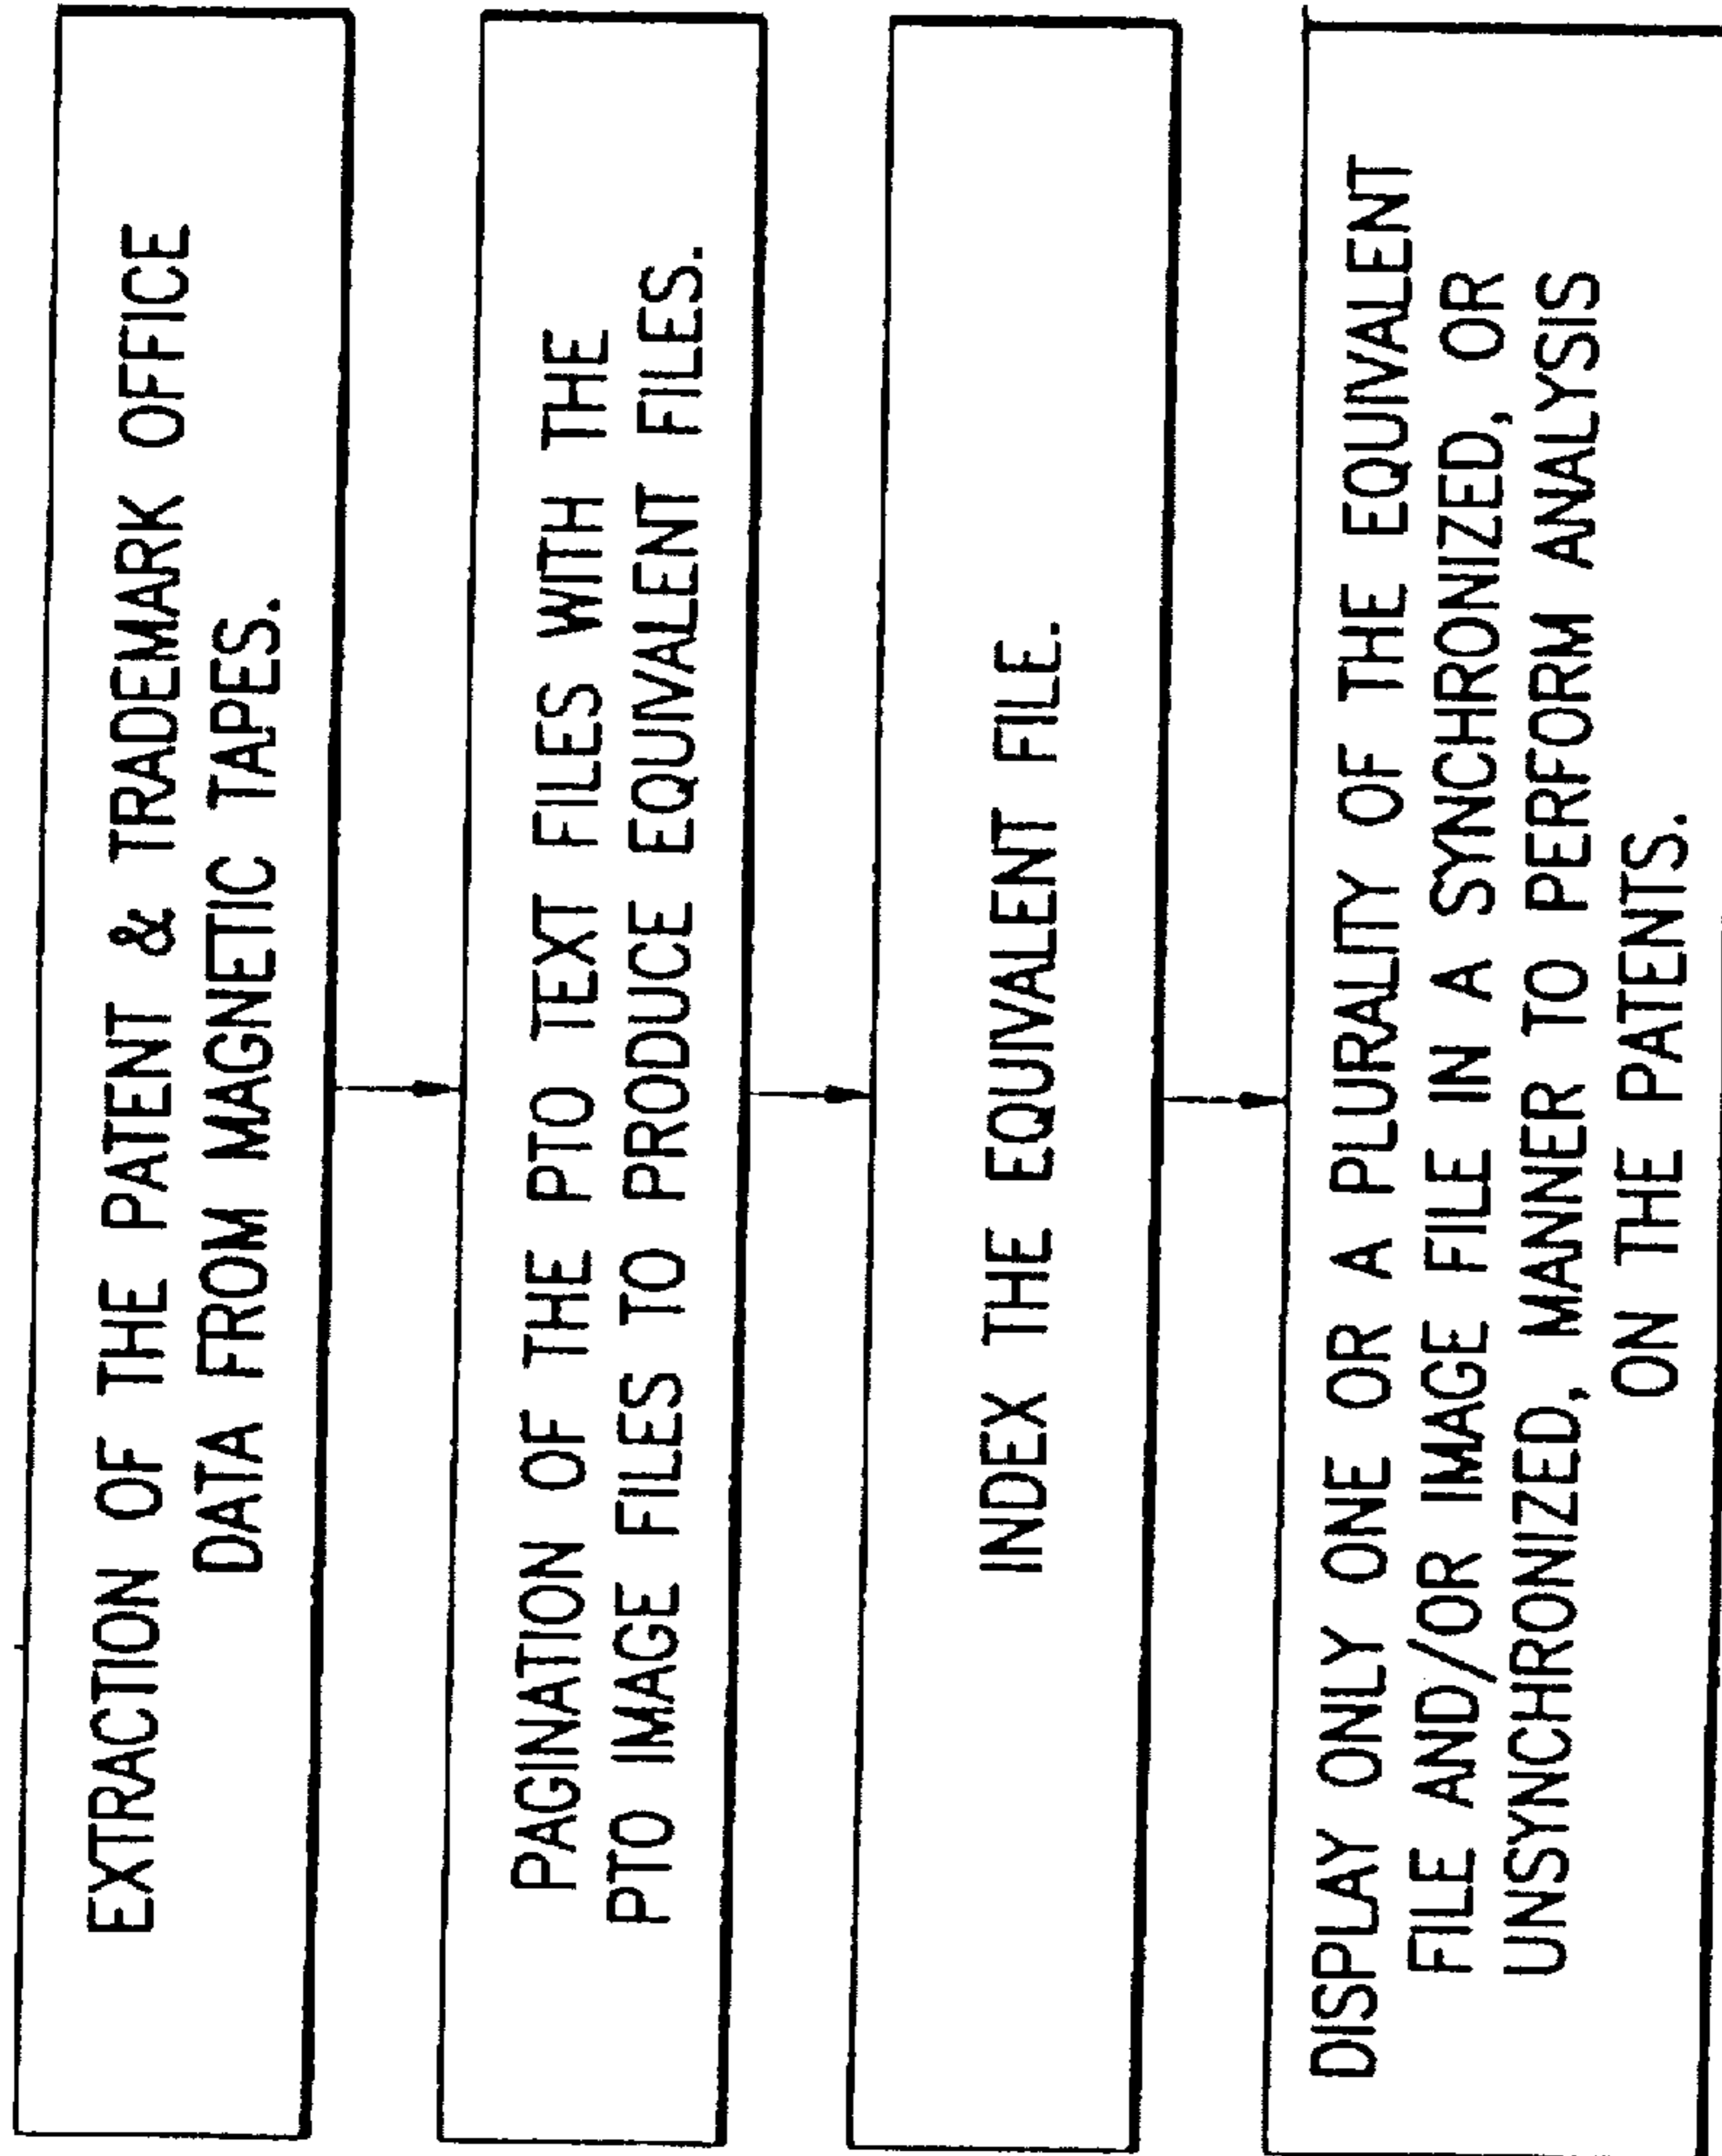 EXTRACTION OF THE PATENT & TRADEMARK OFFICE
DATA FROM MAGNETIC TAPES.
PAGINATION OF THE PTO TEXT FILES WITH THE
PTO IMAGE FILES TO PRODUCE EQUIVALENT FILES.
INDEX THE EQUIVALENT FILE.
DISPLAY ONLY ONE OR A PLURALITY OF THE EQUIVALENT
FILE AND/OR IMAGE FILE IN A SYNCHRONIZED, OR
UNSYNCHRONIZED, MANNER TO PERFORM ANALYSIS
ON THE PATENTS.